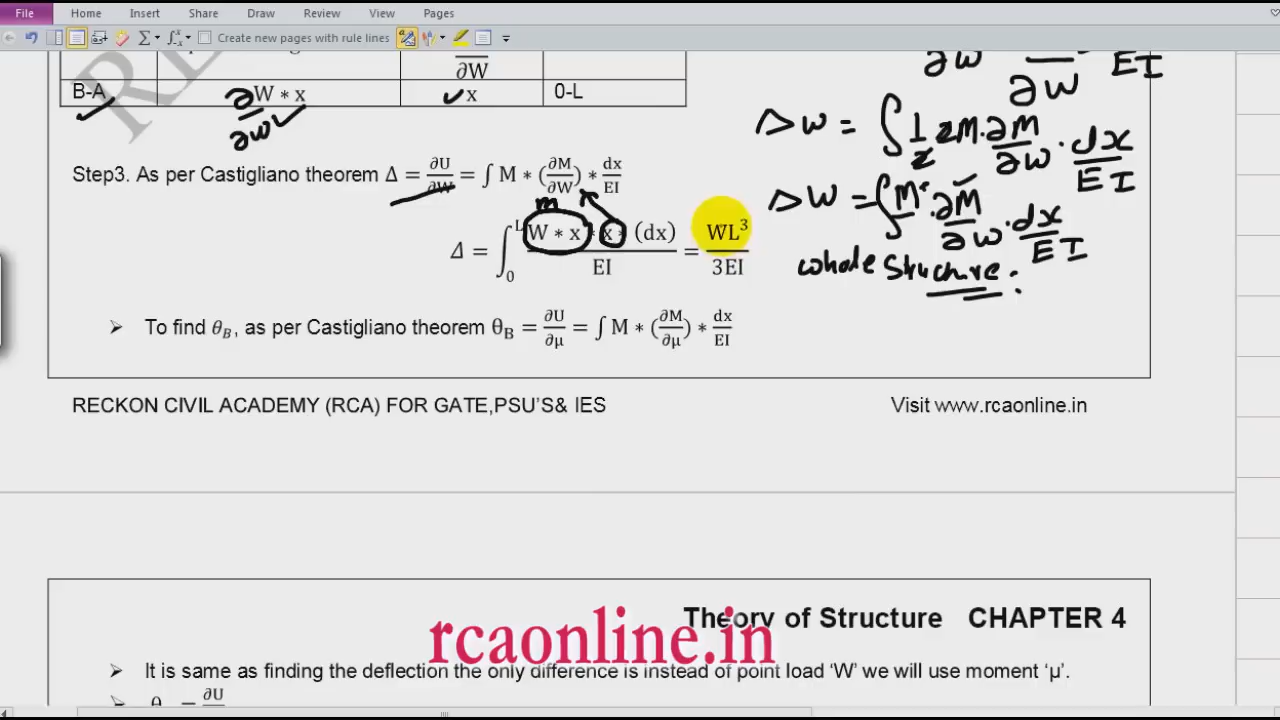 File Home Insert Share Draw Review View Pages
Create new pages with rule lines
∂W
B-A ∂/∂w W ∗ x x 0-L
∂w ∂w EI
Δw = ∫ 1/2 2M · ∂M/∂w · dx/EI
Step3. As per Castigliano theorem Δ = ∂U/∂W = ∫ M ∗ (∂M/∂W) ∗ dx/EI
ΔW = ∫ M · ∂M/∂w · dx/EI
whole structure.
M
Δ = ∫₀ᴸ W ∗ x ∗ x ∗ (dx)/EI = WL³/3EI
➢ To find θ_B, as per Castigliano theorem θ_B = ∂U/∂μ = ∫ M ∗ (∂M/∂μ) ∗ dx/EI
RECKON CIVIL ACADEMY (RCA) FOR GATE,PSU'S& IES Visit www.rcaonline.in
Theory of Structure CHAPTER 4
rcaonline.in
➢ It is same as finding the deflection the only difference is instead of point load 'W' we will use moment 'μ'.
➢ θ = ∂U